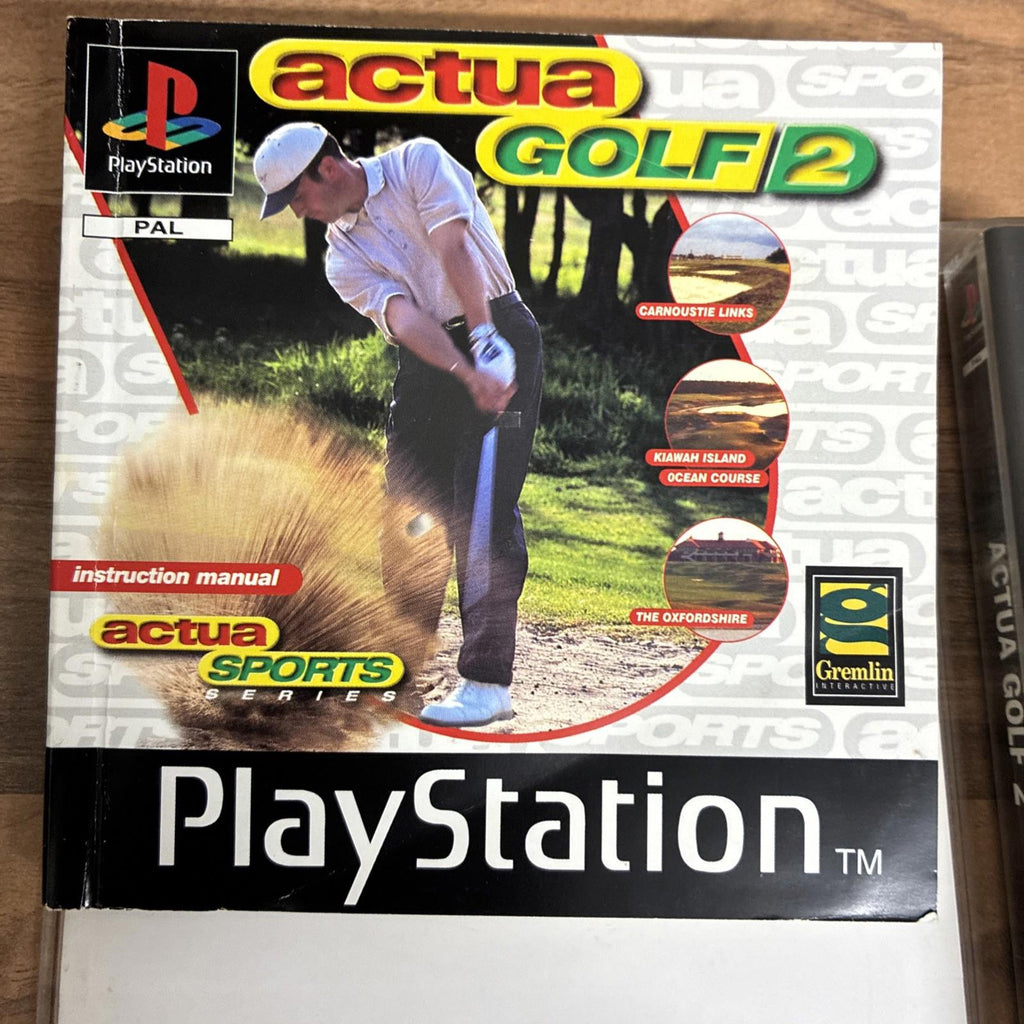 PlayStation
PAL
actua
GOLF 2
CARNOUSTIE LINKS
KIAWAH ISLAND
OCEAN COURSE
THE OXFORDSHIRE
instruction manual
actua
SPORTS
SERIES
Gremlin
INTERACTIVE
PlayStation TM
ACTUA GOLF 2